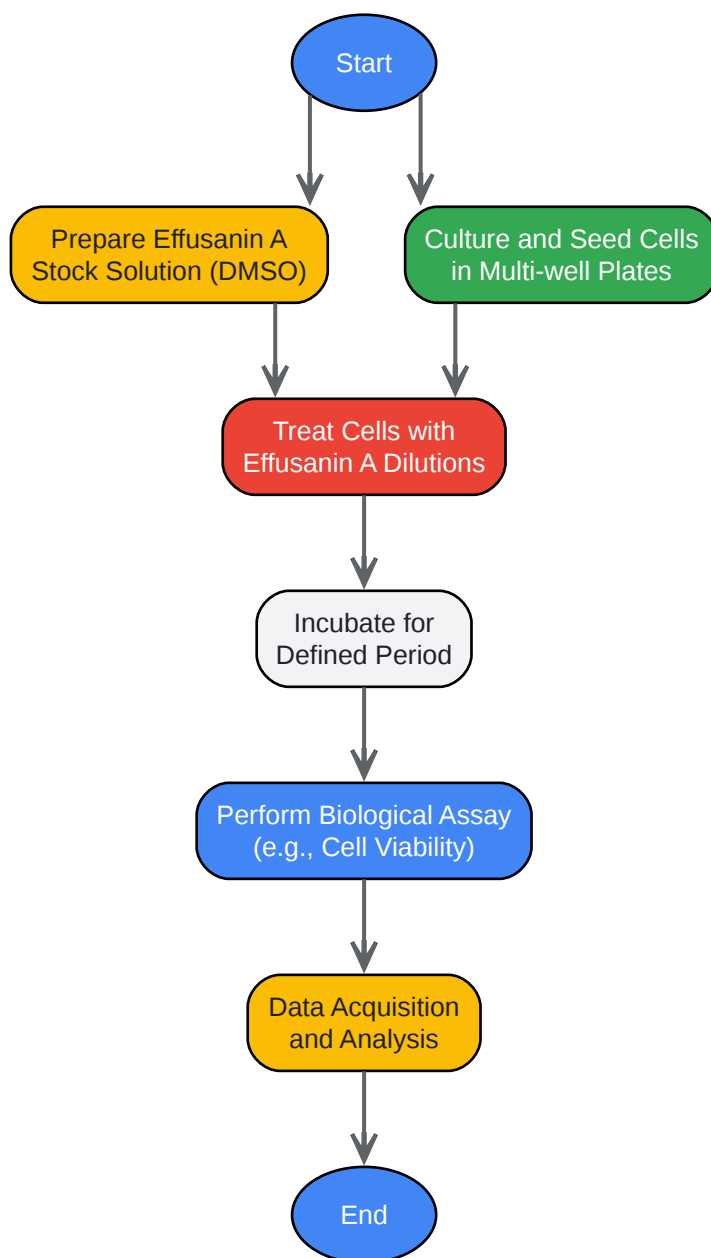 Start
Prepare Effusanin A
Stock Solution (DMSO)
Culture and Seed Cells
in Multi-well Plates
Treat Cells with
Effusanin A Dilutions
Incubate for
Defined Period
Perform Biological Assay
(e.g., Cell Viability)
Data Acquisition
and Analysis
End